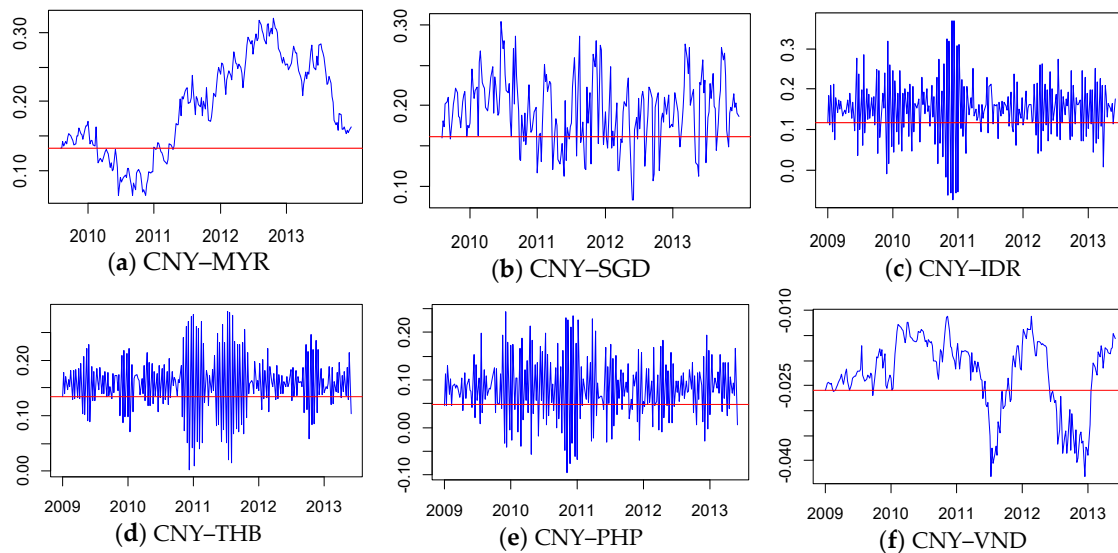 0.30
0.20
0.10
2010 2011 2012 2013
(a) CNY–MYR
0.30
0.20
0.10
2010 2011 2012 2013
(b) CNY–SGD
0.3
0.2
0.1
0.0
2009 2010 2011 2012 2013
(c) CNY–IDR
0.20
0.10
0.00
2009 2010 2011 2012 2013
(d) CNY–THB
0.20
0.10
0.00
-0.10
2009 2010 2011 2012 2013
(e) CNY–PHP
-0.010
-0.025
-0.040
2009 2010 2011 2012 2013
(f) CNY–VND